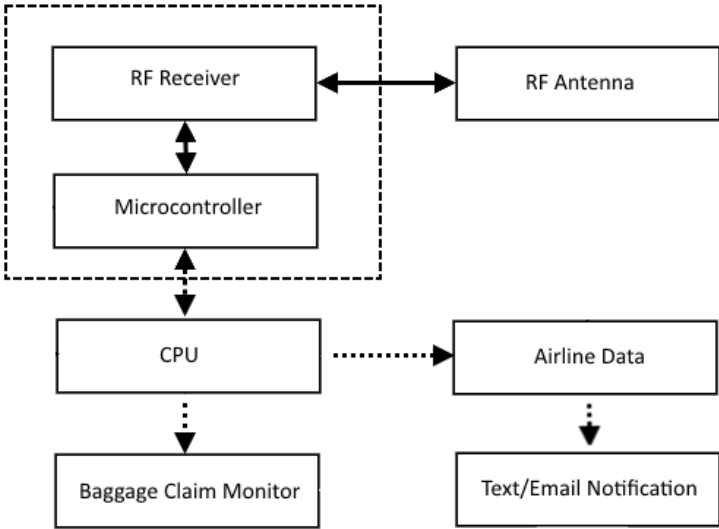 RF Receiver
RF Antenna
Microcontroller
CPU
Airline Data
Baggage Claim Monitor
Text/Email Notification